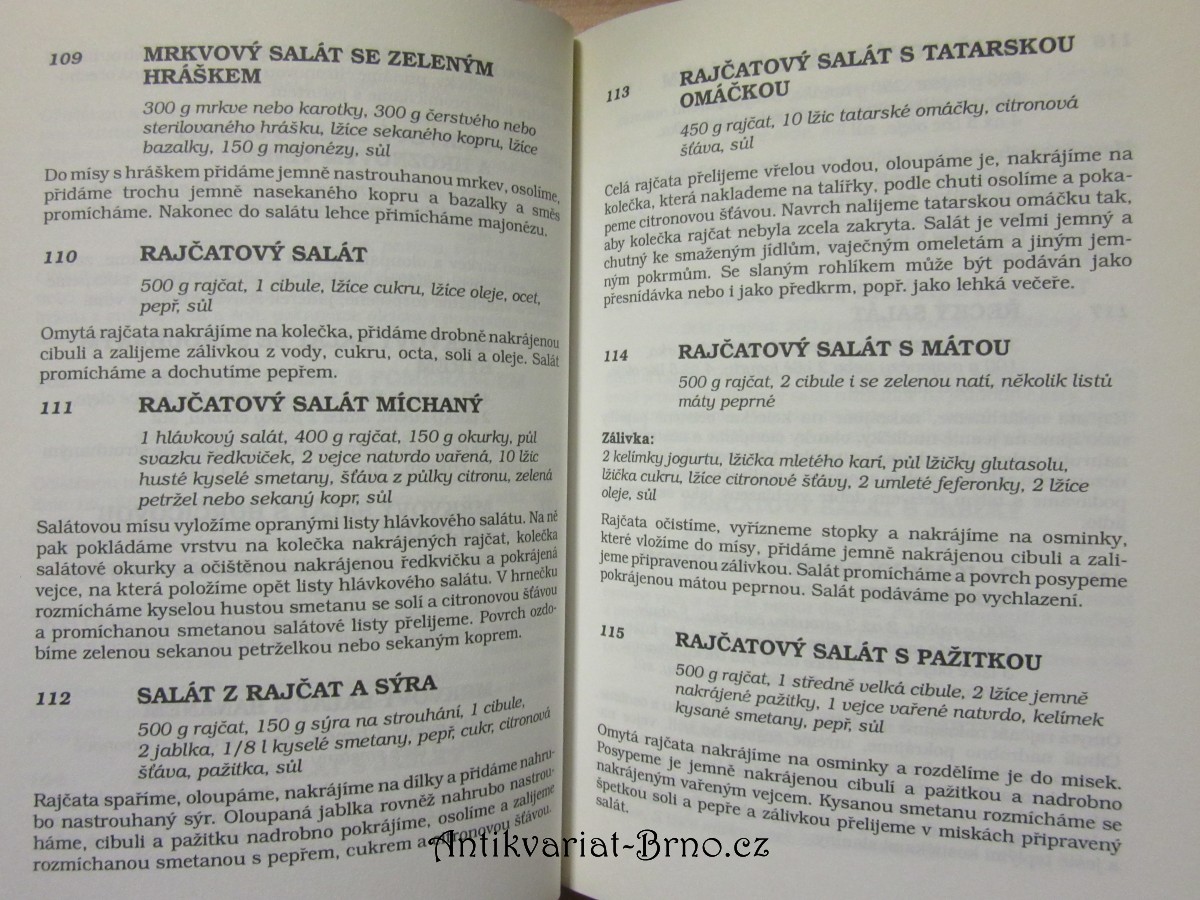 109 MRKVOVÝ SALÁT SE ZELENÝM
HRÁŠKEM
300 g mrkve nebo karotky, 300 g čerstvého nebo
sterilovaného hrášku, lžíce sekaného kopru, lžíce
bazalky, 150 g majonézy, sůl
Do mísy s hráškem přidáme jemně nastrouhanou mrkev, osolíme,
přidáme trochu jemně nasekaného kopru a bazalky a směs
promícháme. Nakonec do salátu lehce přimícháme majonézu.
110 RAJČATOVÝ SALÁT
500 g rajčat, 1 cibule, lžíce cukru, lžíce oleje, ocet,
pepř, sůl
Omytá rajčata nakrájíme na kolečka, přidáme drobně nakrájenou
cibuli a zalijeme zálivkou z vody, cukru, octa, soli a oleje. Salát
promícháme a dochutíme pepřem.
111 RAJČATOVÝ SALÁT MÍCHANÝ
1 hlávkový salát, 400 g rajčat, 150 g okurky, půl
svazku ředkviček, 2 vejce natvrdo vařená, 10 lžic
husté kyselé smetany, šťáva z půlky citronu, zelená
petržel nebo sekaný kopr, sůl
Salátovou mísu vyložíme opranými listy hlávkového salátu. Na ně
pak pokládáme vrstvu na kolečka nakrájených rajčat, kolečka
salátové okurky a očištěnou nakrájenou ředkvičku a pokrájená
vejce, na která položíme opět listy hlávkového salátu. V hrnečku
rozmícháme kyselou hustou smetanu se solí a citronovou šťávou
a promíchanou smetanou salátové listy přelijeme. Povrch ozdo-
bíme zelenou sekanou petrželkou nebo sekaným koprem.
112 SALÁT Z RAJČAT A SÝRA
500 g rajčat, 150 g sýra na strouhání, 1 cibule,
2 jablka, 1/8 l kyselé smetany, pepř, cukr, citronová
šťáva, pažitka, sůl
Rajčata spaříme, oloupáme, nakrájíme na dílky a přidáme nahru-
bo nastrouhaný sýr. Oloupaná jablka rovněž nahrubo nastrou-
háme, cibuli a pažitku nadrobno pokrájíme, osolíme a zalijeme
rozmíchanou smetanou s pepřem, cukrem a citronovou šťávou.
113 RAJČATOVÝ SALÁT S TATARSKOU
OMÁČKOU
450 g rajčat, 10 lžic tatarské omáčky, citronová
šťáva, sůl
Celá rajčata přelijeme vřelou vodou, oloupáme je, nakrájíme na
kolečka, která naklademe na talířky, podle chuti osolíme a poka-
peme citronovou šťávou. Navrch nalijeme tatarskou omáčku tak,
aby kolečka rajčat nebyla zcela zakryta. Salát je velmi jemný a
chutný ke smaženým jídlům, vaječným omeletám a jiným jem-
ným pokrmům. Se slaným rohlíkem může být podáván jako
přesnídávka nebo i jako předkrm, popř. jako lehká večeře.
114 RAJČATOVÝ SALÁT S MÁTOU
500 g rajčat, 2 cibule i se zelenou natí, několik listů
máty peprné
Zálivka:
2 kelímky jogurtu, lžička mletého karí, půl lžičky glutasolu,
lžička cukru, lžíce citronové šťávy, 2 umleté feferonky, 2 lžíce
oleje, sůl
Rajčata očistíme, vyřízneme stopky a nakrájíme na osminky,
které vložíme do mísy, přidáme jemně nakrájenou cibuli a zali-
jeme připravenou zálivkou. Salát promícháme a povrch posypeme
pokrájenou mátou peprnou. Salát podáváme po vychlazení.
115 RAJČATOVÝ SALÁT S PAŽITKOU
500 g rajčat, 1 středně velká cibule, 2 lžíce jemně
nakrájené pažitky, 1 vejce vařené natvrdo, kelímek
kysané smetany, pepř, sůl
Omytá rajčata nakrájíme na osminky a rozdělíme je do misek.
Posypeme je jemně nakrájenou cibulí a pažitkou a nadrobno
nakrájeným vařeným vejcem. Kysanou smetanu rozmícháme se
špetkou soli a pepře a zálivkou přelijeme v miskách připravený
salát.
Antikvariat-Brno.cz